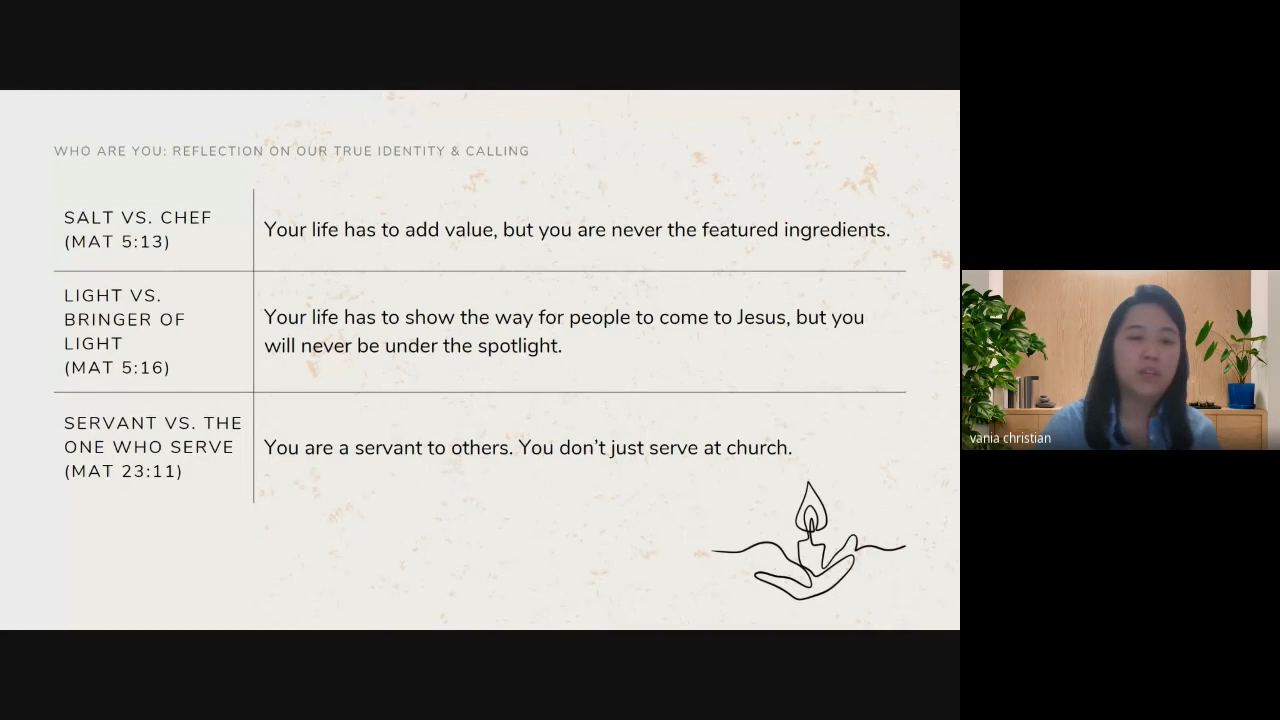 WHO ARE YOU: REFLECTION ON OUR TRUE IDENTITY & CALLING
SALT VS. CHEF
(MAT 5:13)
Your life has to add value, but you are never the featured ingredients.
LIGHT VS.
BRINGER OF
LIGHT
(MAT 5:16)
Your life has to show the way for people to come to Jesus, but you
will never be under the spotlight.
SERVANT VS. THE
ONE WHO SERVE
(MAT 23:11)
You are a servant to others. You don’t just serve at church.
vania christian